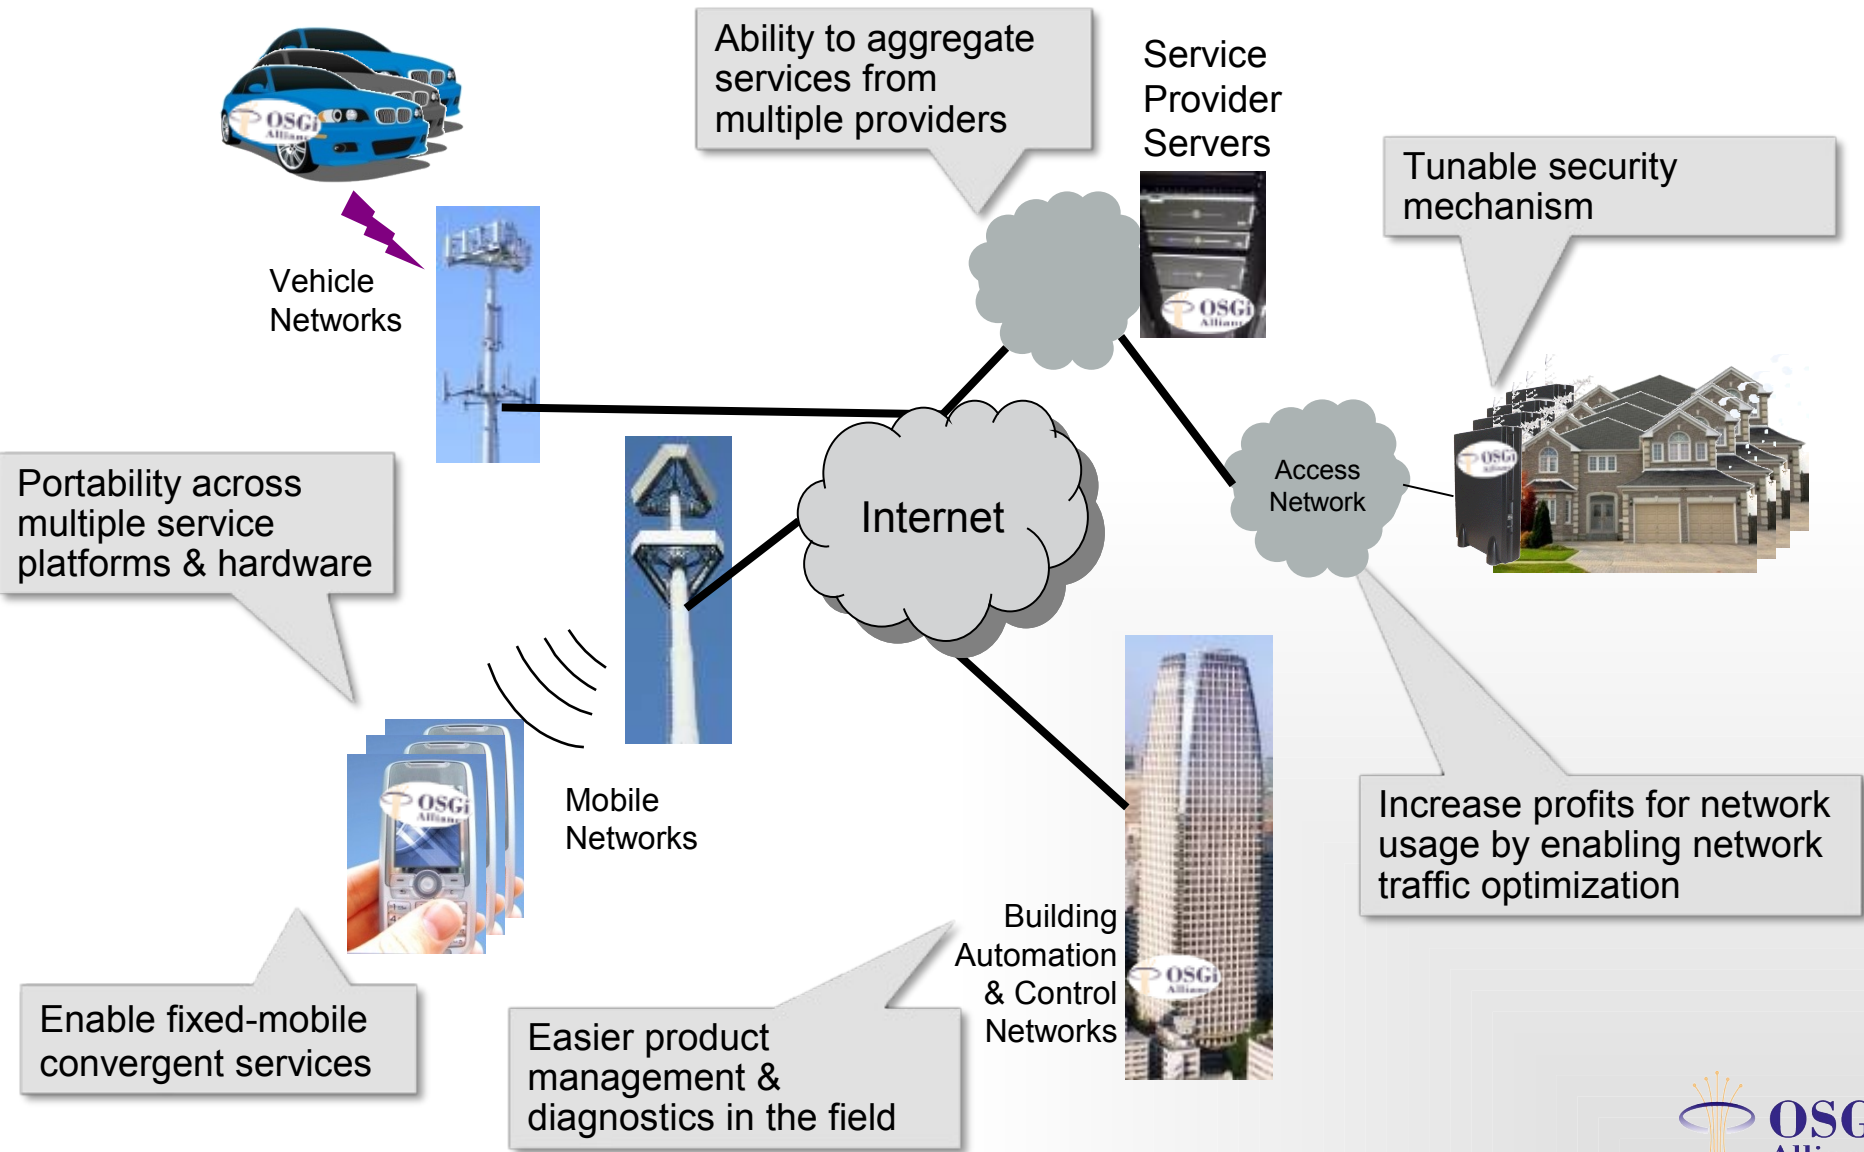 Ability to aggregate
services from
multiple providers
Service
Provider
Servers
OSGi
Alliance
Tunable security
mechanism
Vehicle
Networks
OSGi
Portability across
multiple service
platforms & hardware
Internet
Access
Network
OSGi
OSGi
Mobile
Networks
Increase profits for network
usage by enabling network
traffic optimization
Building
Automation
& Control
Networks
OSGi
Enable fixed-mobile
convergent services
Easier product
management &
diagnostics in the field
OSG